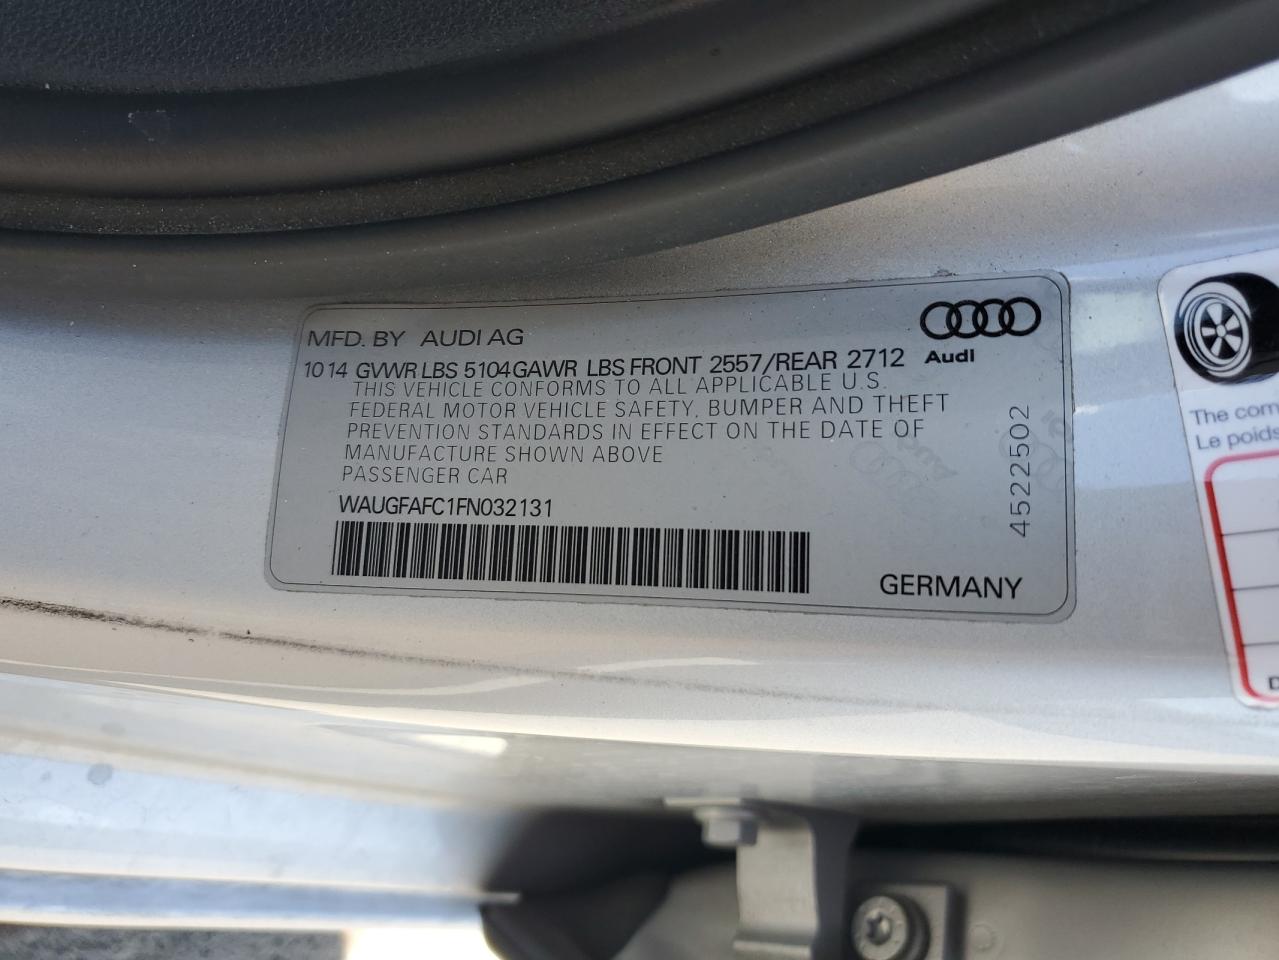 MFD. BY AUDI AG
Audi
10 14 GVWR LBS 5104 GAWR LBS FRONT 2557/REAR 2712
THIS VEHICLE CONFORMS TO ALL APPLICABLE U.S.
FEDERAL MOTOR VEHICLE SAFETY, BUMPER AND THEFT
PREVENTION STANDARDS IN EFFECT ON THE DATE OF
MANUFACTURE SHOWN ABOVE
PASSENGER CAR
WAUGFAFC1FN032131
4522502
GERMANY
The com
Le poids